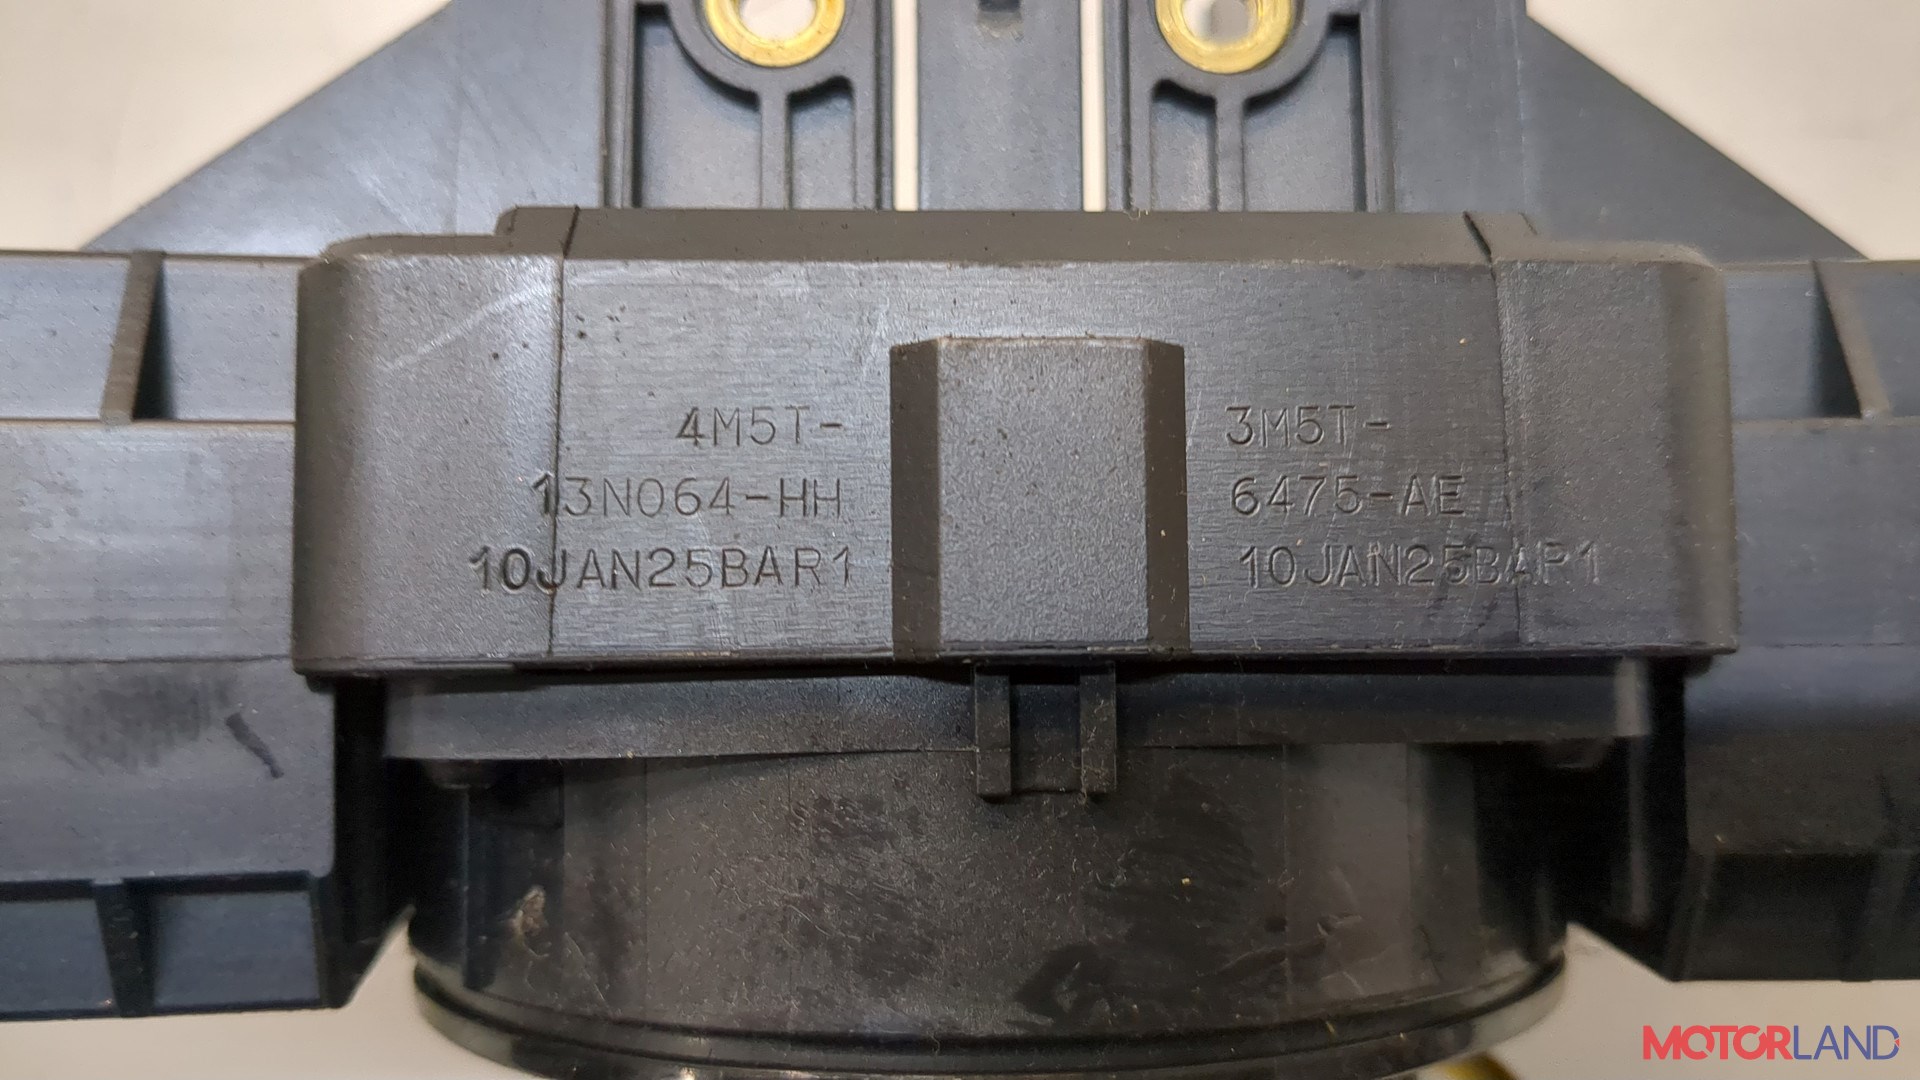 4M5T-
13N064-HH
10JAN25BAR1
3M5T-
6475-AE
10JAN25BAR1
MOTORLAND